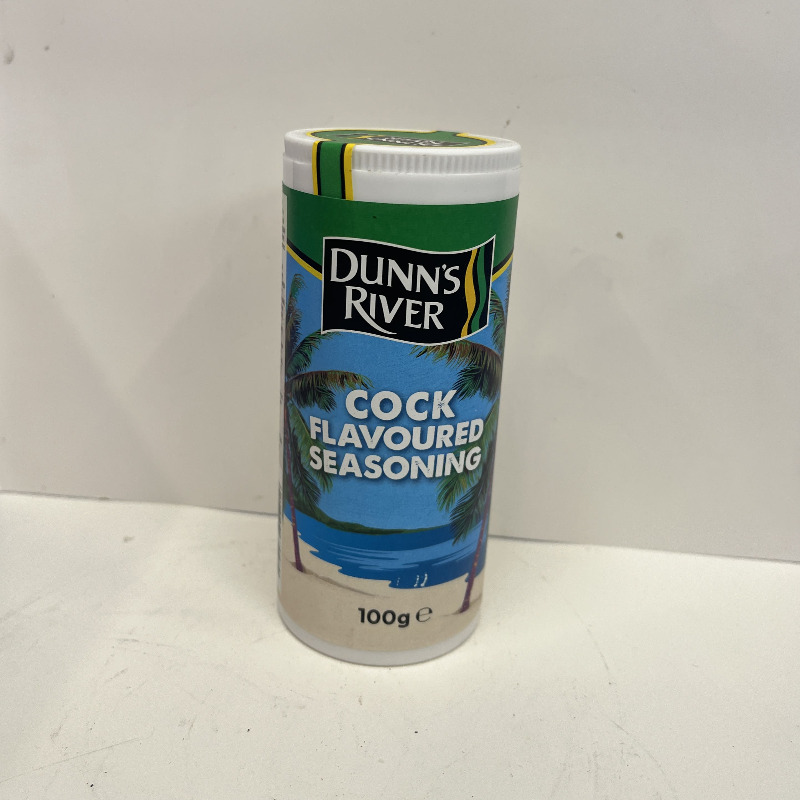 DUNN'S
RIVER
COCK
FLAVOURED
SEASONING
100g ℮